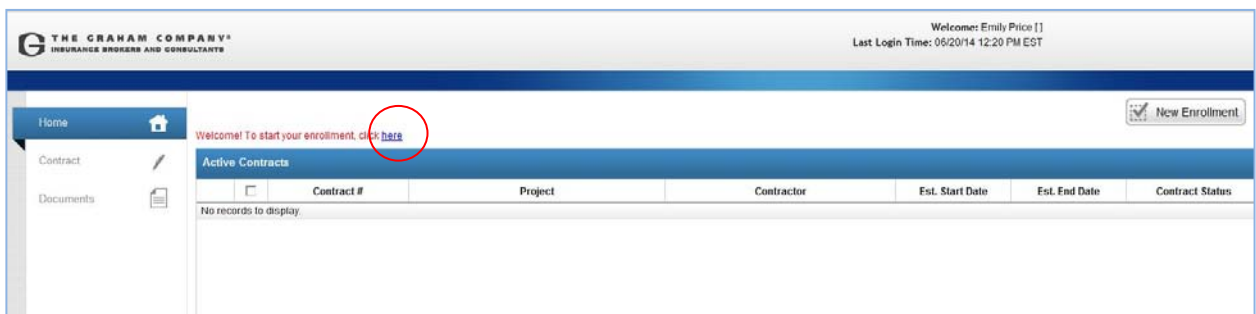 THE GRAHAM COMPANY®
INSURANCE BROKERS AND CONSULTANTS
Welcome: Emily Price []
Last Login Time: 06/20/14 12:20 PM EST
Home
Contract
Documents
New Enrollment
Welcome! To start your enrollment, click here
Active Contracts
Contract # Project Contractor Est. Start Date Est. End Date Contract Status
No records to display.